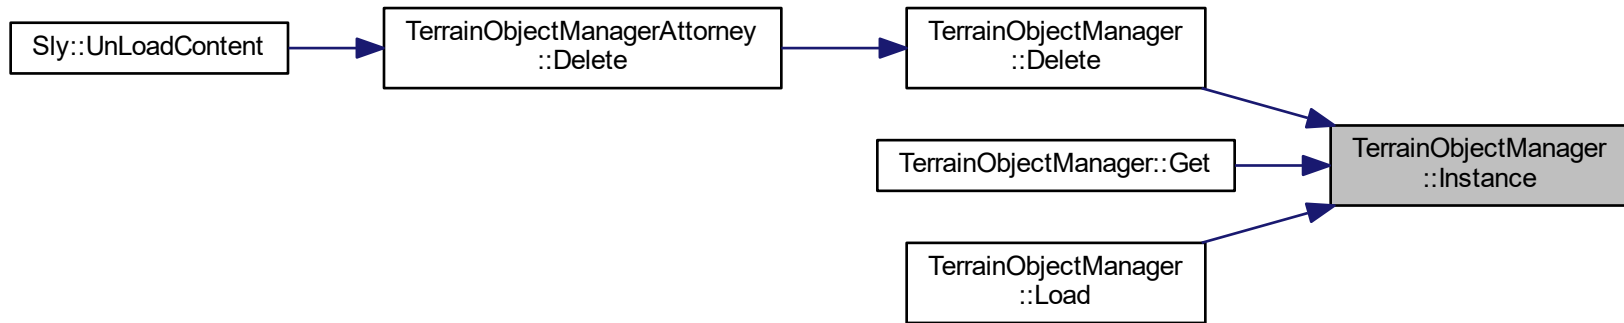 Sly::UnLoadContent
TerrainObjectManagerAttorney
::Delete
TerrainObjectManager
::Delete
TerrainObjectManager::Get
TerrainObjectManager
::Load
TerrainObjectManager
::Instance